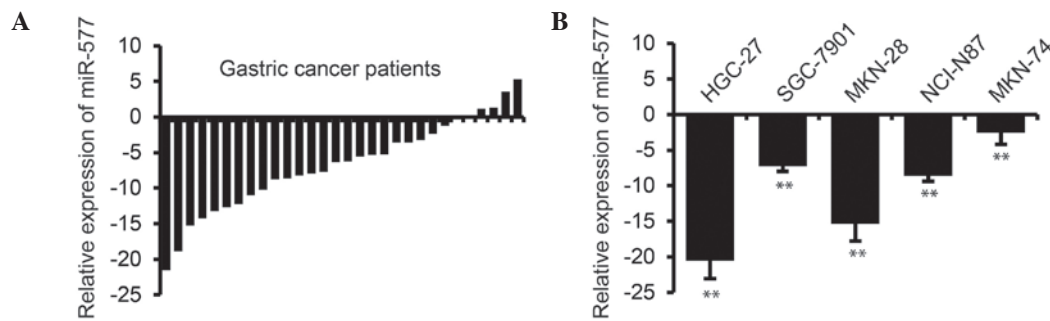 A
Relative expression of miR-577
10
5
0
-5
-10
-15
-20
-25
Gastric cancer patients
B
Relative expression of miR-577
10
5
0
-5
-10
-15
-20
-25
HGC-27
SGC-7901
MKN-28
NCI-N87
MKN-74
**
**
**
**
**